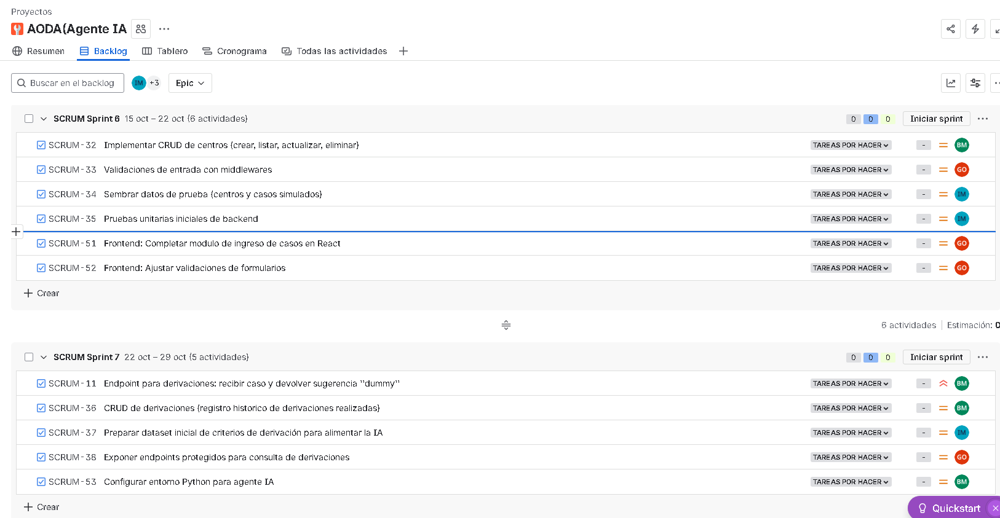 Proyectos
AODA(Agente IA
Resumen Backlog Tablero Cronograma Todas las actividades
Buscar en el backlog IM +3 Epic
SCRUM Sprint 6 15 oct – 22 oct (6 actividades) 0 0 0 Iniciar sprint
SCRUM-32 Implementar CRUD de centros (crear, listar, actualizar, eliminar) TAREAS POR HACER - BM
SCRUM-33 Validaciones de entrada con middlewares TAREAS POR HACER - GO
SCRUM-34 Sembrar datos de prueba (centros y casos simulados) TAREAS POR HACER - IM
SCRUM-35 Pruebas unitarias iniciales de backend TAREAS POR HACER - IM
SCRUM-51 Frontend: Completar modulo de ingreso de casos en React TAREAS POR HACER - GO
SCRUM-52 Frontend: Ajustar validaciones de formularios TAREAS POR HACER - GO
Crear
6 actividades Estimación: 0
SCRUM Sprint 7 22 oct – 29 oct (5 actividades) 0 0 0 Iniciar sprint
SCRUM-11 Endpoint para derivaciones: recibir caso y devolver sugerencia "dummy" TAREAS POR HACER - BM
SCRUM-36 CRUD de derivaciones (registro historico de derivaciones realizadas) TAREAS POR HACER - BM
SCRUM-37 Preparar dataset inicial de criterios de derivación para alimentar la IA TAREAS POR HACER - IM
SCRUM-38 Exponer endpoints protegidos para consulta de derivaciones TAREAS POR HACER - GO
SCRUM-53 Configurar entorno Python para agente IA TAREAS POR HACER - BM
Crear
Quickstart